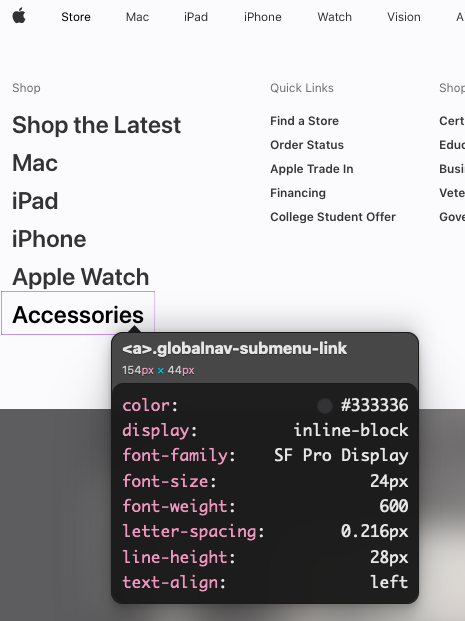 Store Mac iPad iPhone Watch Vision A
Shop Quick Links Shop
Shop the Latest
Mac
iPad
iPhone
Apple Watch
Accessories
Find a Store
Order Status
Apple Trade In
Financing
College Student Offer
Cert
Educ
Busi
Vete
Gove
<a>.globalnav-submenu-link
154px × 44px
color: #333336
display: inline-block
font-family: SF Pro Display
font-size: 24px
font-weight: 600
letter-spacing: 0.216px
line-height: 28px
text-align: left